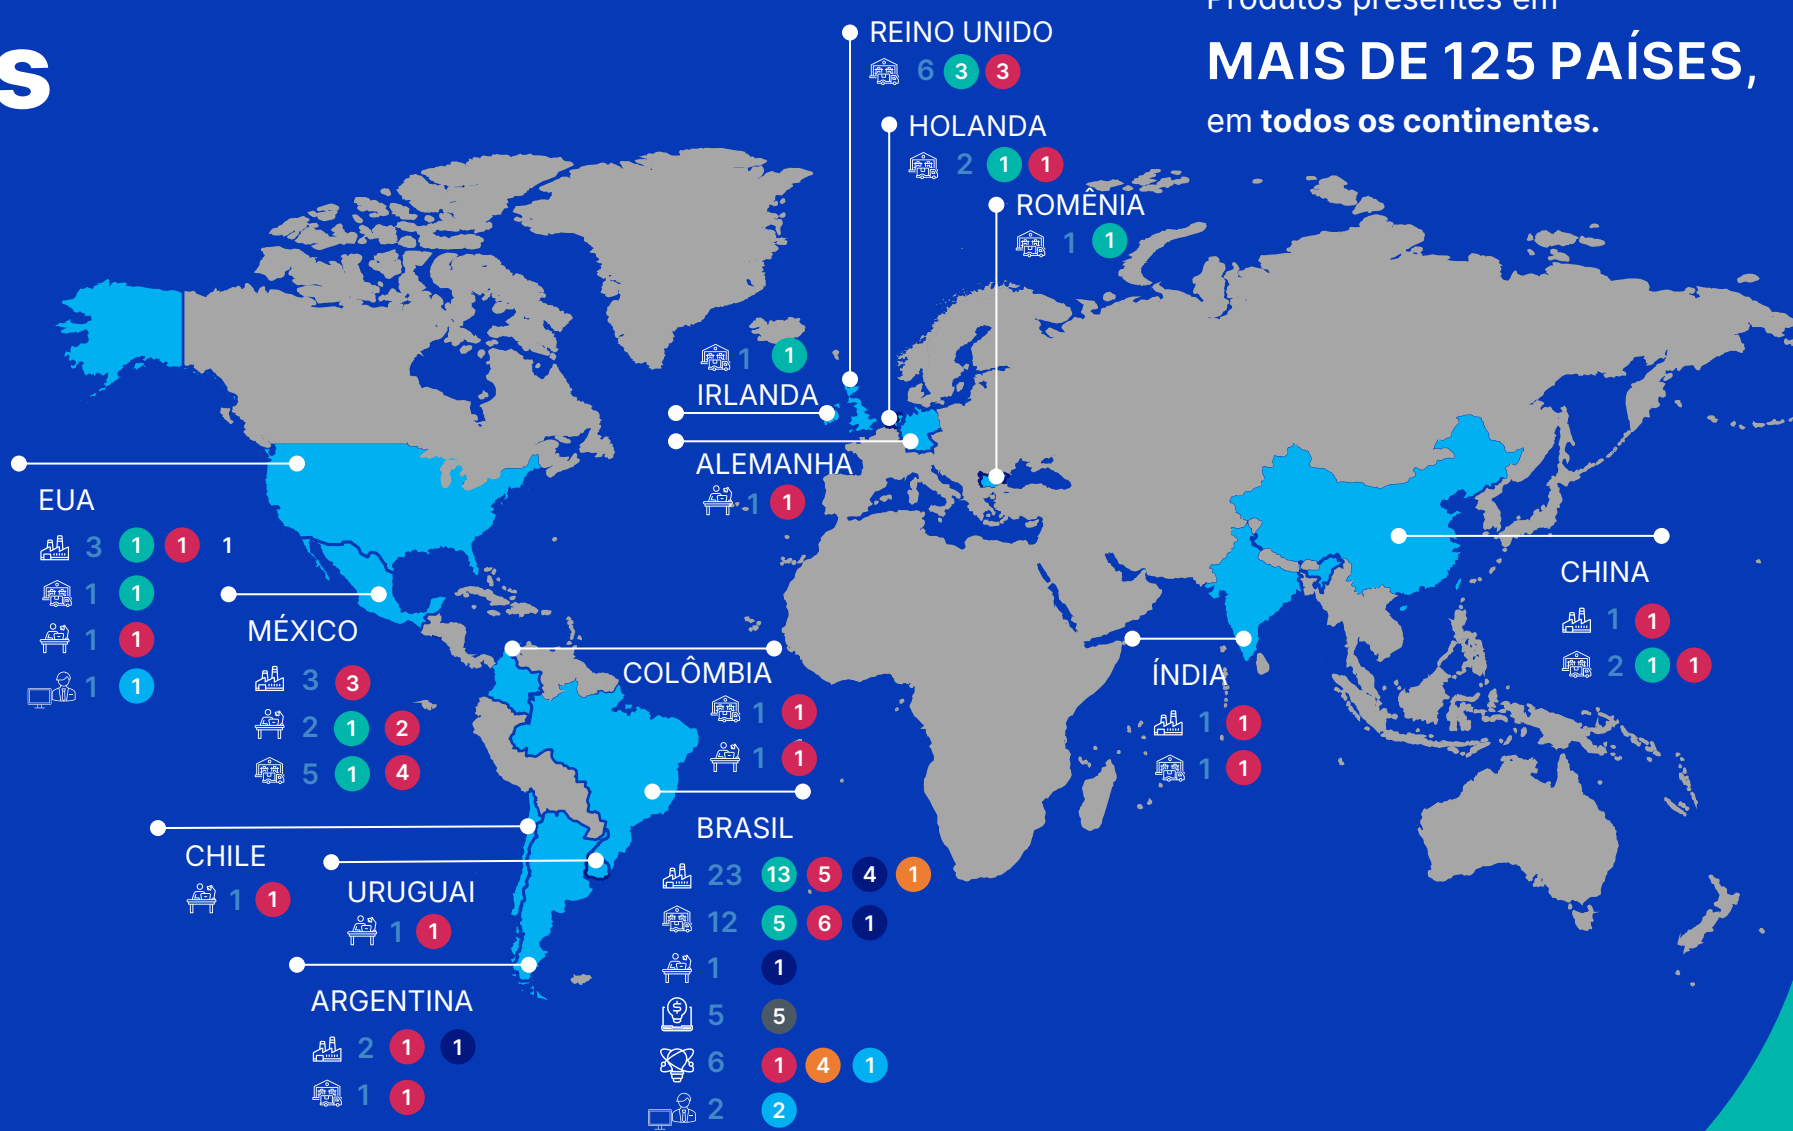 s
Produtos presentes em
MAIS DE 125 PAÍSES,
em todos os continentes.
REINO UNIDO
6 3 3
HOLANDA
2 1 1
ROMÊNIA
1 1
1 1
IRLANDA
ALEMANHA
1 1
EUA
3 1 1 1
1 1
1 1
1 1
MÉXICO
3 3
2 1 2
5 1 4
COLÔMBIA
1 1
1 1
CHINA
1 1
2 1 1
ÍNDIA
1 1
1 1
CHILE
1 1
URUGUAI
1 1
ARGENTINA
2 1 1
1 1
BRASIL
23 13 5 4 1
12 5 6 1
1 1
5 5
6 1 4 1
2 2